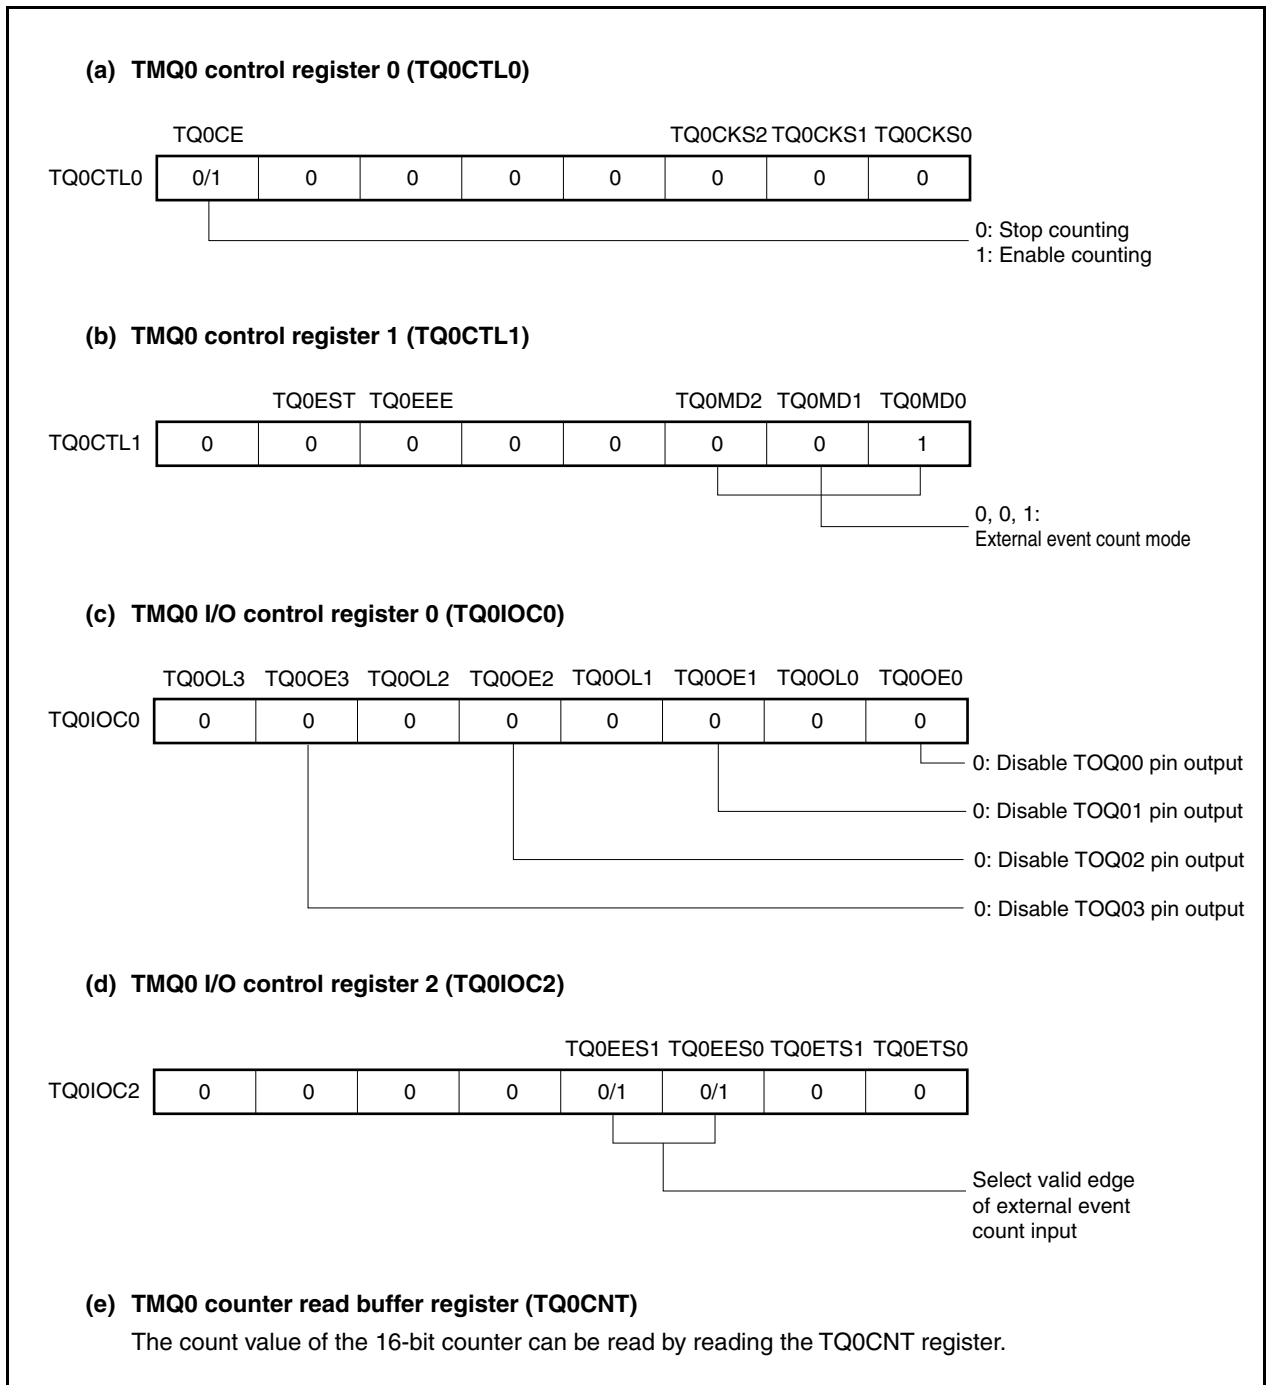 (a) TMQ0 control register 0 (TQ0CTL0)
TQ0CE TQ0CKS2 TQ0CKS1 TQ0CKS0
TQ0CTL0 0/1 0 0 0 0 0 0 0
0: Stop counting
1: Enable counting
(b) TMQ0 control register 1 (TQ0CTL1)
TQ0EST TQ0EEE TQ0MD2 TQ0MD1 TQ0MD0
TQ0CTL1 0 0 0 0 0 0 0 1
0, 0, 1:
External event count mode
(c) TMQ0 I/O control register 0 (TQ0IOC0)
TQ0OL3 TQ0OE3 TQ0OL2 TQ0OE2 TQ0OL1 TQ0OE1 TQ0OL0 TQ0OE0
TQ0IOC0 0 0 0 0 0 0 0 0
0: Disable TOQ00 pin output
0: Disable TOQ01 pin output
0: Disable TOQ02 pin output
0: Disable TOQ03 pin output
(d) TMQ0 I/O control register 2 (TQ0IOC2)
TQ0EES1 TQ0EES0 TQ0ETS1 TQ0ETS0
TQ0IOC2 0 0 0 0 0/1 0/1 0 0
Select valid edge
of external event
count input
(e) TMQ0 counter read buffer register (TQ0CNT)
The count value of the 16-bit counter can be read by reading the TQ0CNT register.